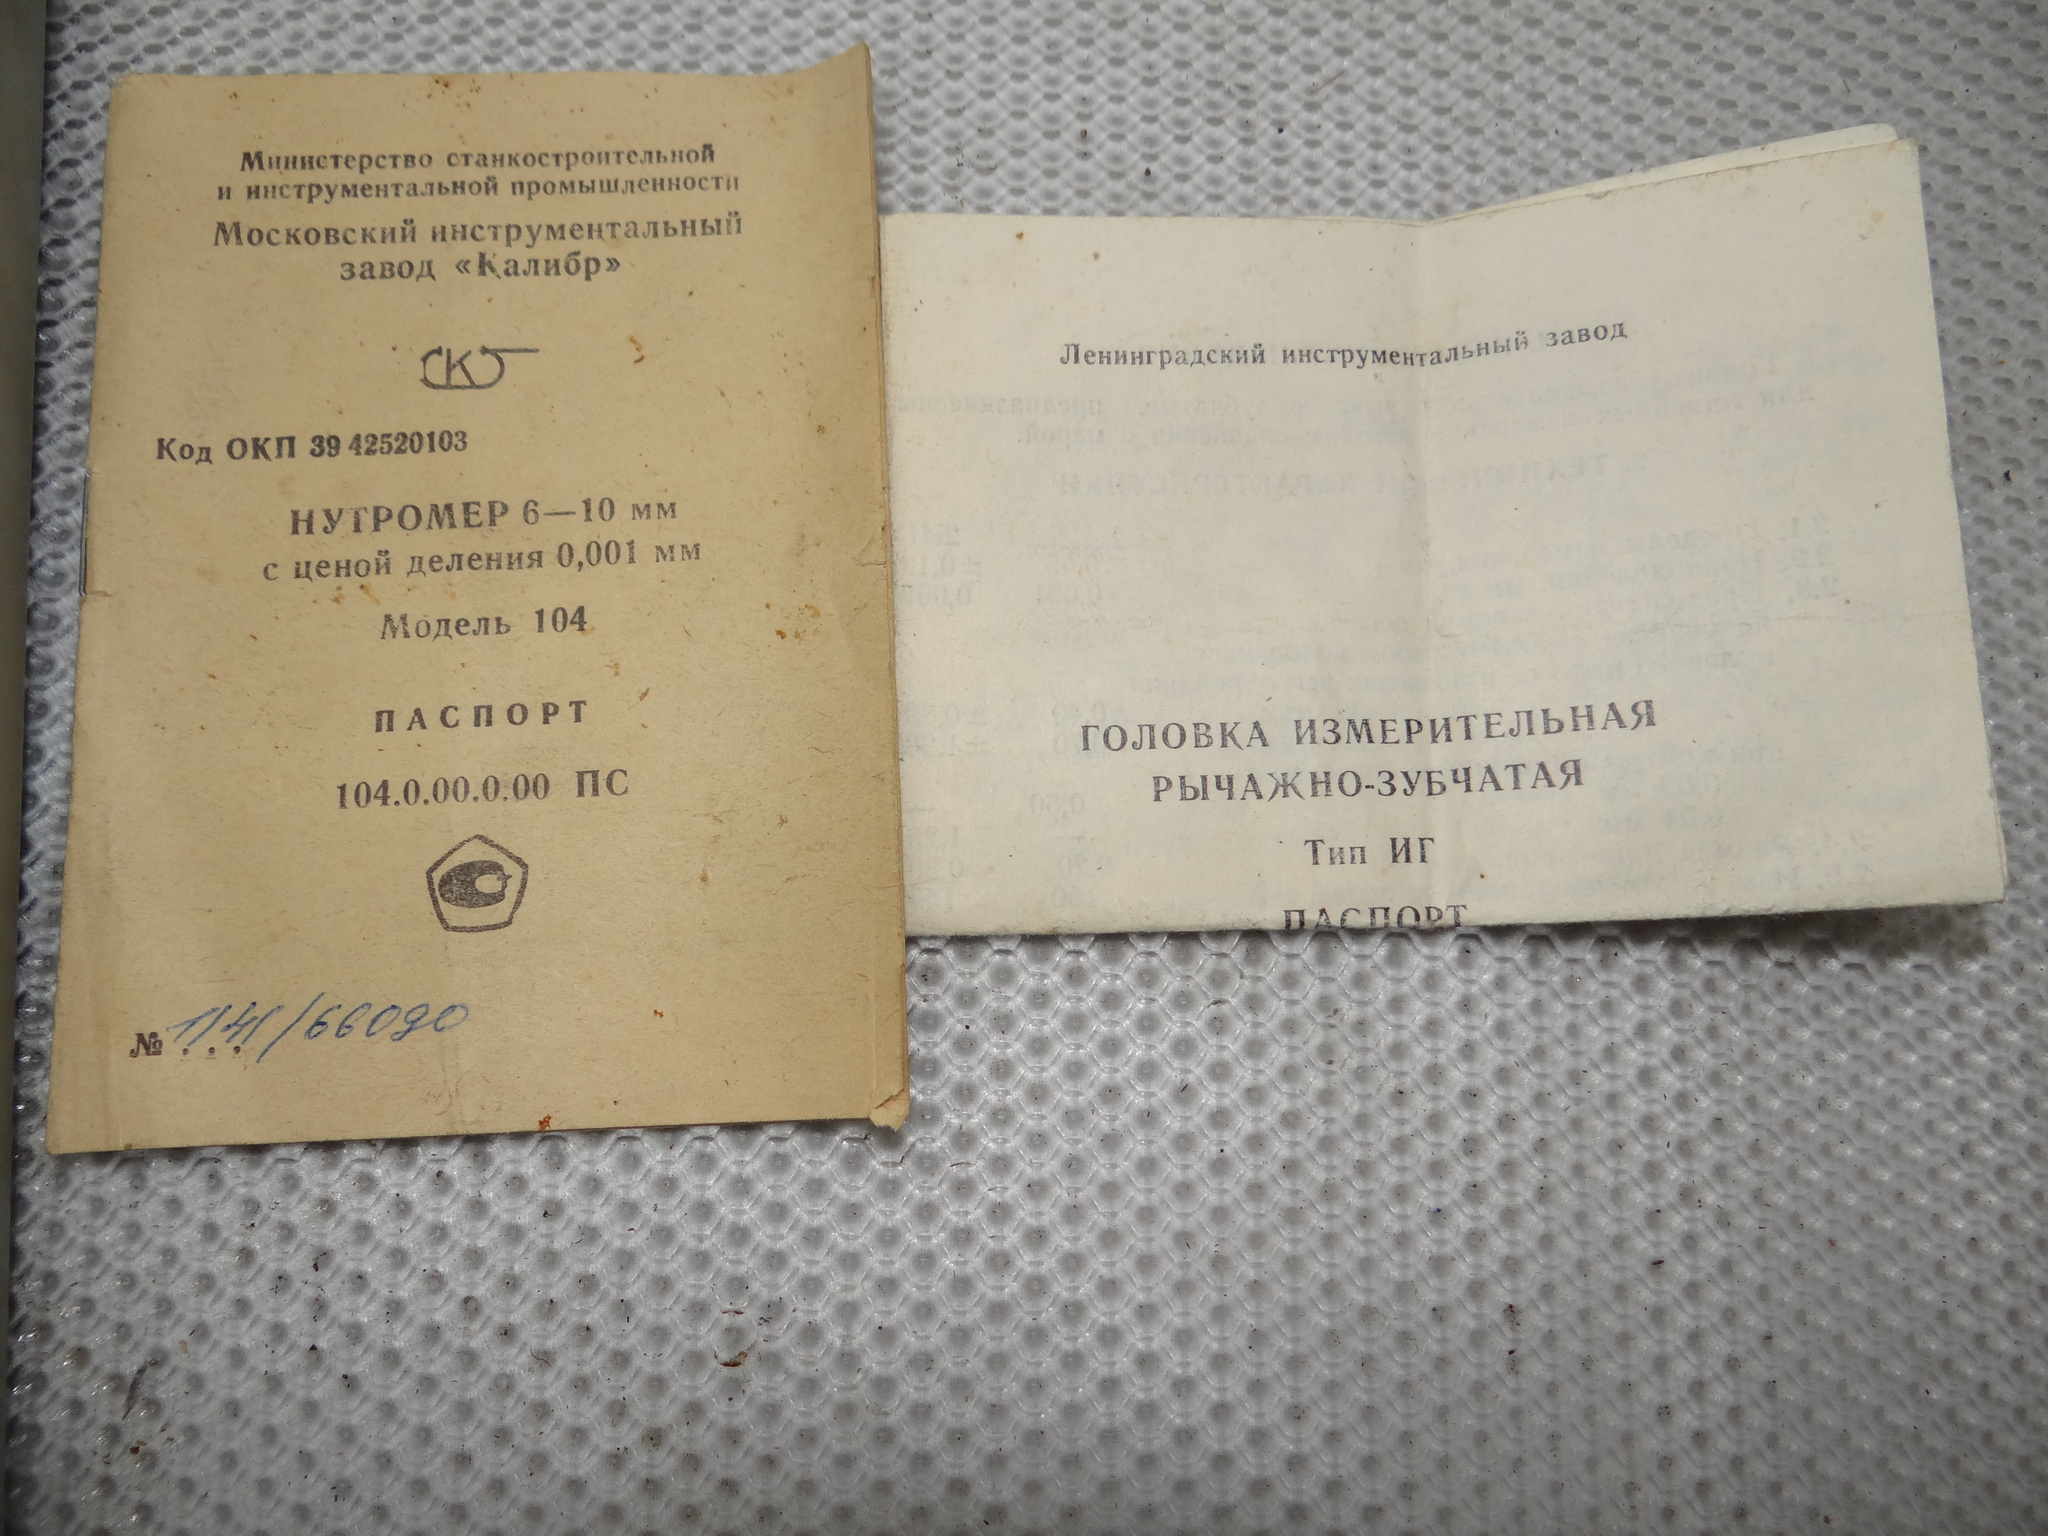 Министерство станкостроительной
и инструментальной промышленности
Московский инструментальный
завод «Калибр»
Код ОКП 39 42520103
НУТРОМЕР 6—10 мм
с ценой деления 0,001 мм
Модель 104
ПАСПОРТ
104.0.00.0.00 ПС
№ 1141/66090
Ленинградский инструментальный завод
ГОЛОВКА ИЗМЕРИТЕЛЬНАЯ
РЫЧАЖНО-ЗУБЧАТАЯ
Тип ИГ
ПАСПОРТ